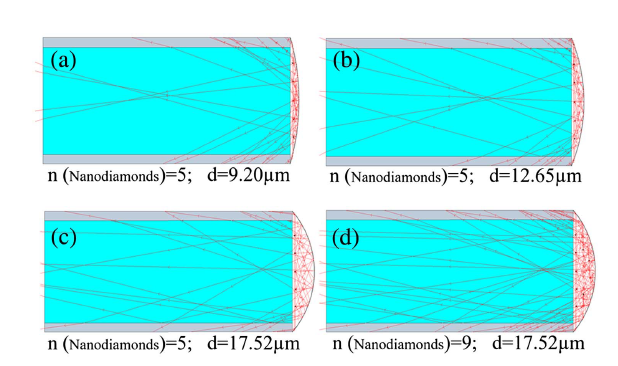 (a)
(b)
n (Nanodiamonds)=5; d=9.20µm
n (Nanodiamonds)=5; d=12.65µm
(c)
(d)
n (Nanodiamonds)=5; d=17.52µm
n (Nanodiamonds)=9; d=17.52µm